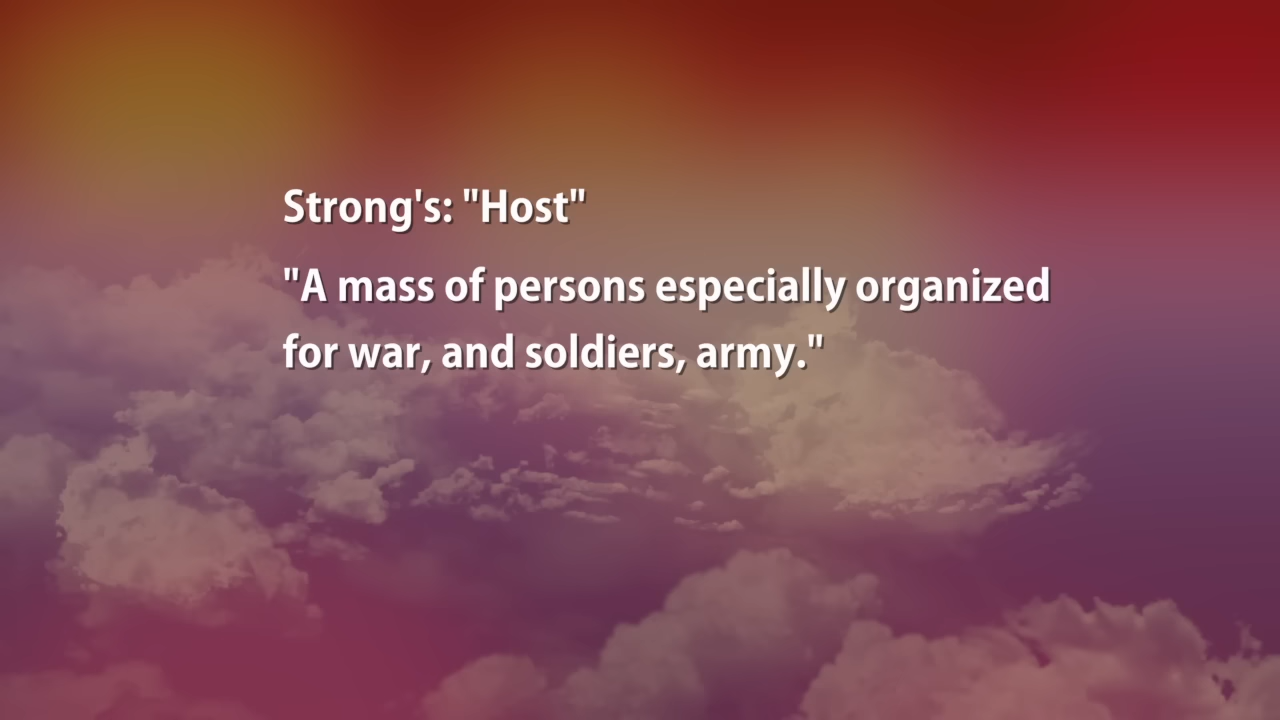 Strong's: "Host"
"A mass of persons especially organized
for war, and soldiers, army."